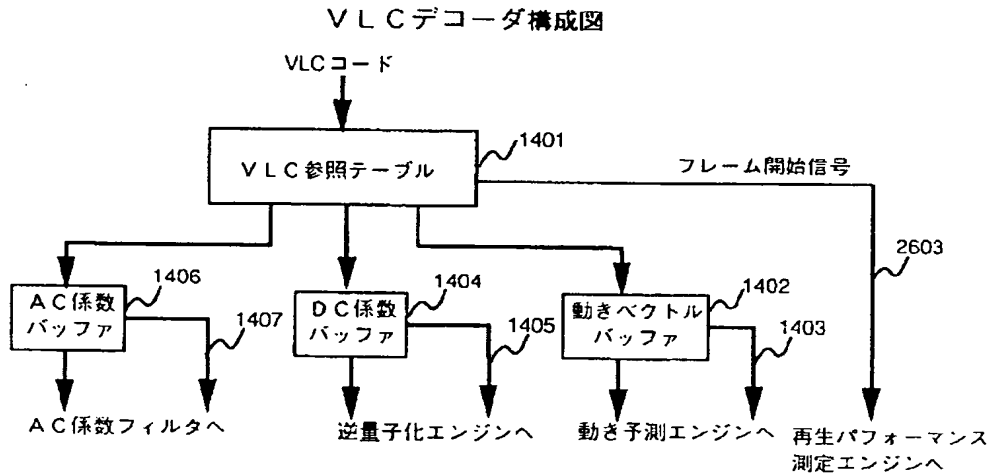 VLCデコーダ構成図
VLCコード
1401
VLC参照テーブル
フレーム開始信号
2603
1406
AC係数
バッファ
1407
1404
DC係数
バッファ
1405
1402
動きベクトル
バッファ
1403
AC係数フィルタへ
逆量子化エンジンへ
動き予測エンジンへ
再生パフォーマンス
測定エンジンへ